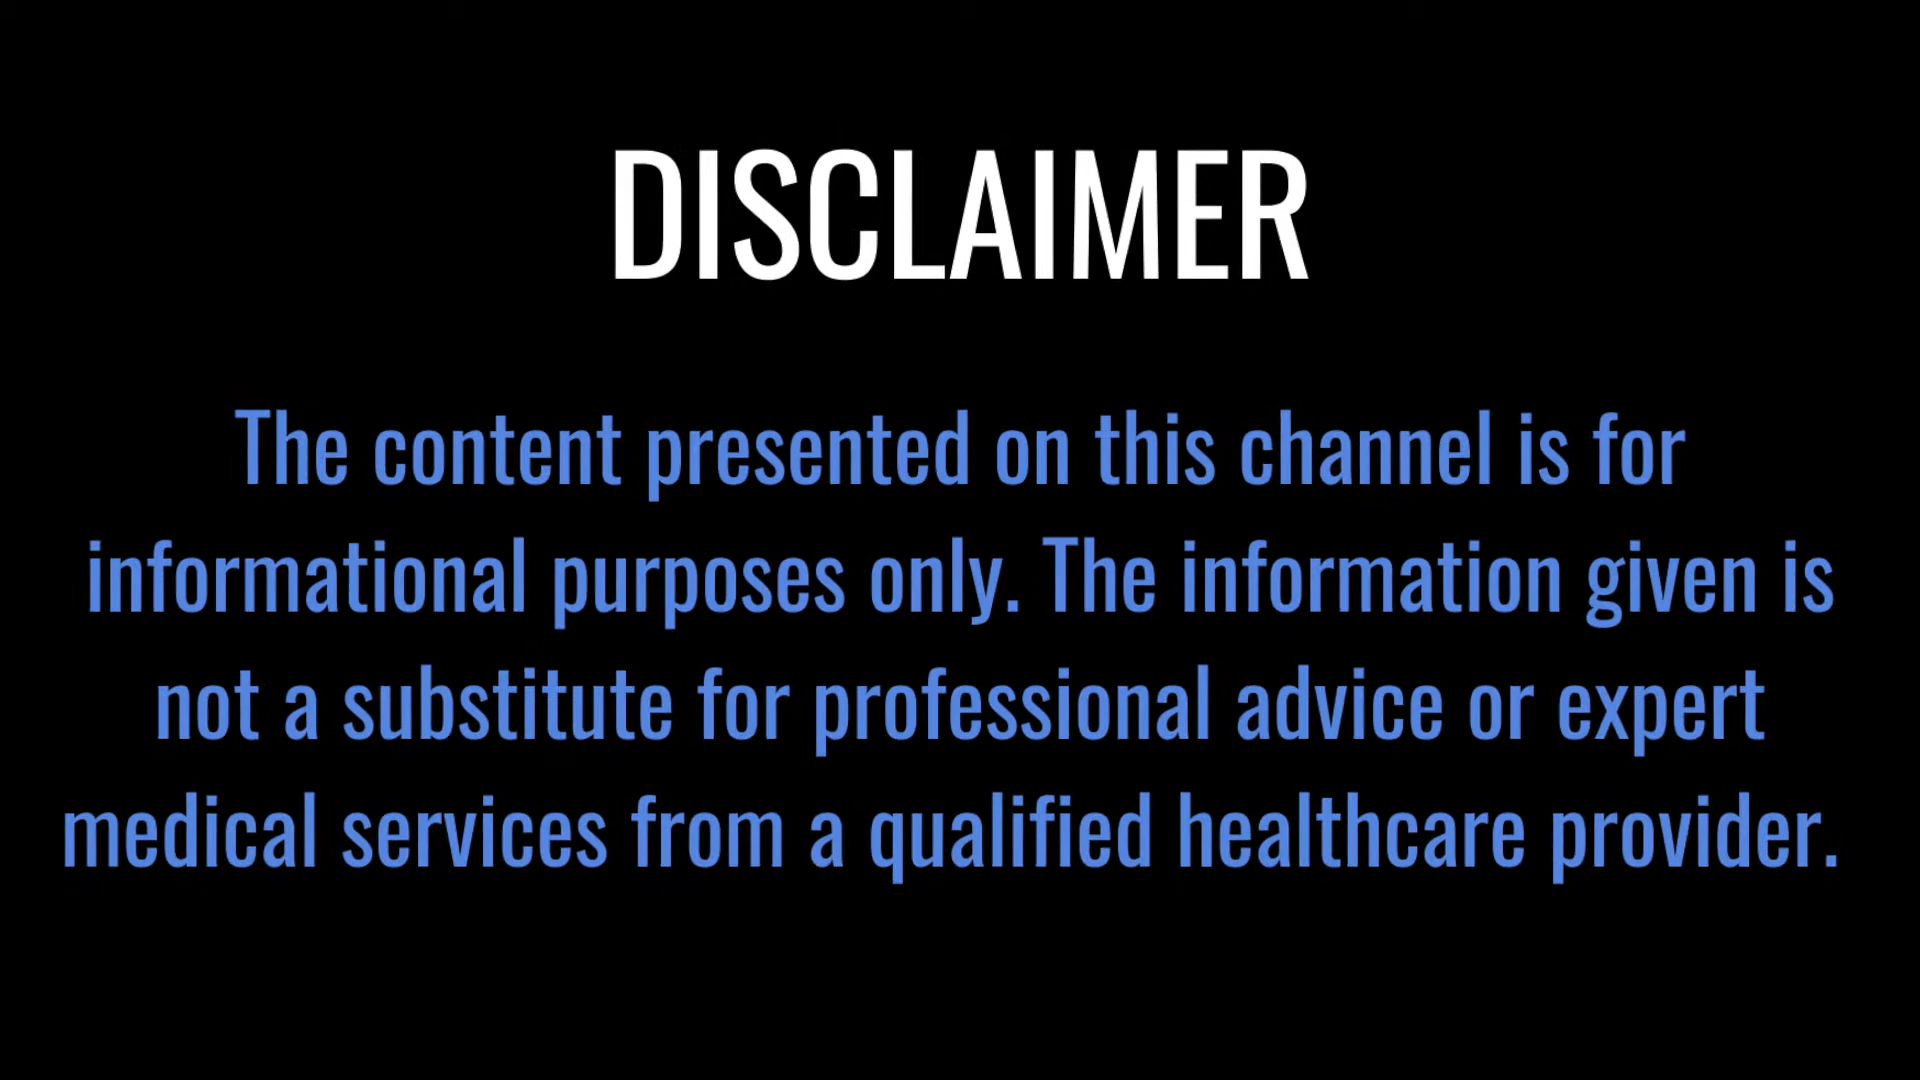 DISCLAIMER
The content presented on this channel is for
informational purposes only. The information given is
not a substitute for professional advice or expert
medical services from a qualified healthcare provider.